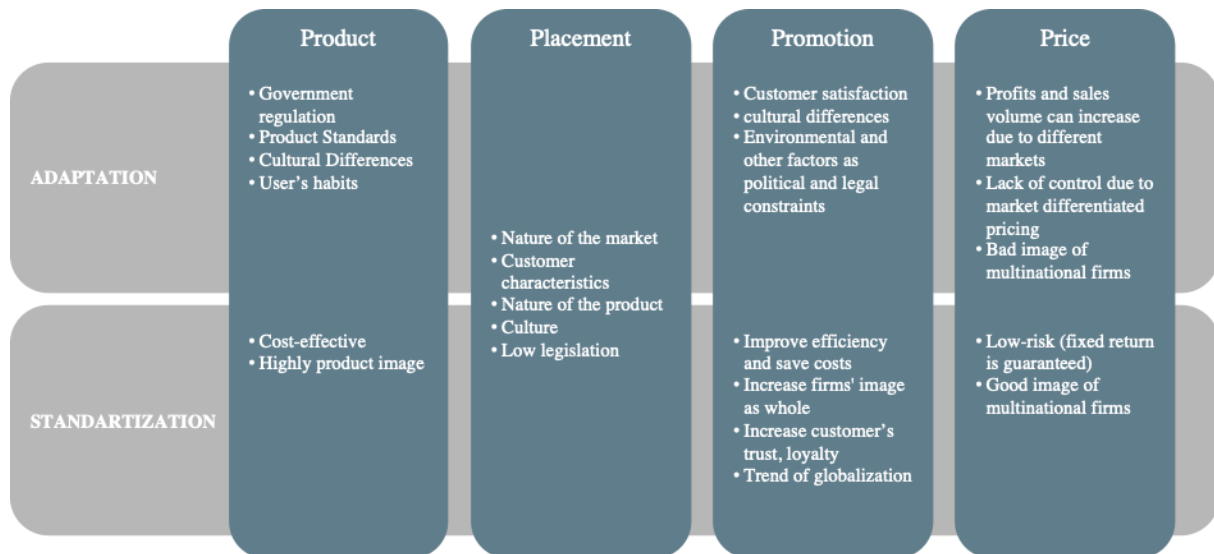 Product
Placement
Promotion
Price
ADAPTATION
• Government
regulation
• Product Standards
• Cultural Differences
• User's habits
• Nature of the market
• Customer
characteristics
• Nature of the product
• Culture
• Low legislation
• Customer satisfaction
• cultural differences
• Environmental and
other factors as
political and legal
constraints
• Profits and sales
volume can increase
due to different
markets
• Lack of control due to
market differentiated
pricing
• Bad image of
multinational firms
STANDARTIZATION
• Cost-effective
• Highly product image
• Improve efficiency
and save costs
• Increase firms' image
as whole
• Increase customer's
trust, loyalty
• Trend of globalization
• Low-risk (fixed return
is guaranteed)
• Good image of
multinational firms